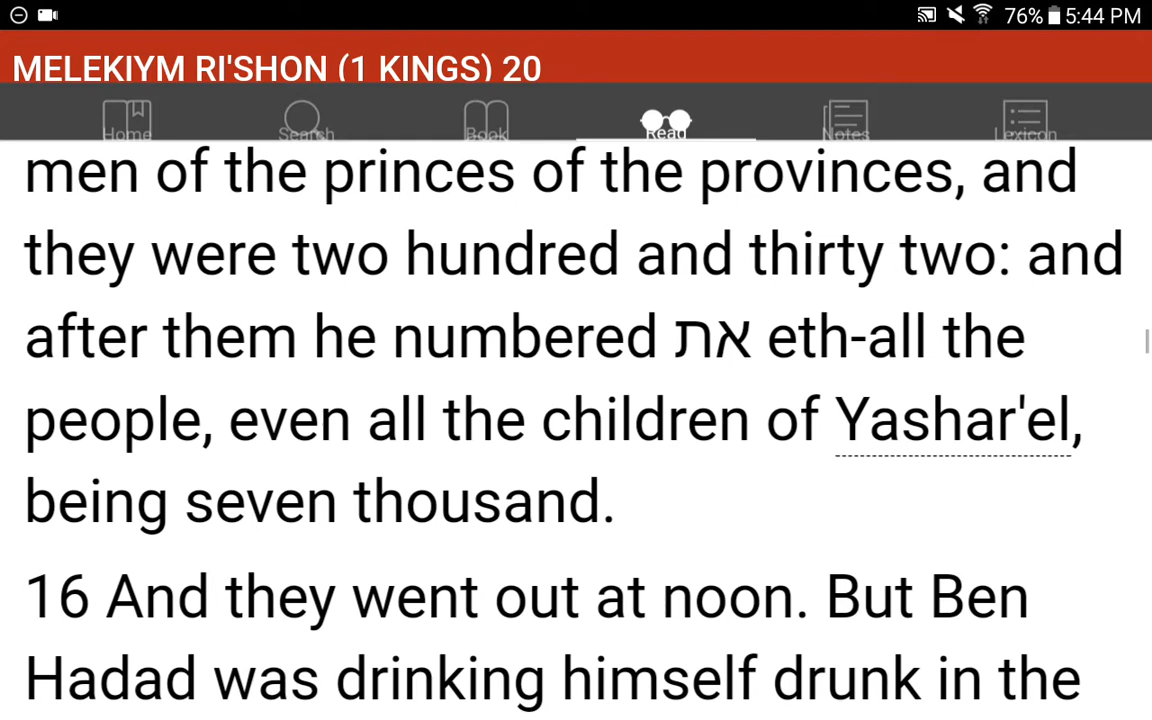 76% 5:44 PM
MELEKIYM RI'SHON (1 KINGS) 20
Home Search Book Read Notes Lexicon
men of the princes of the provinces, and
they were two hundred and thirty two: and
after them he numbered את eth-all the
people, even all the children of Yashar'el,
being seven thousand.
16 And they went out at noon. But Ben
Hadad was drinking himself drunk in the